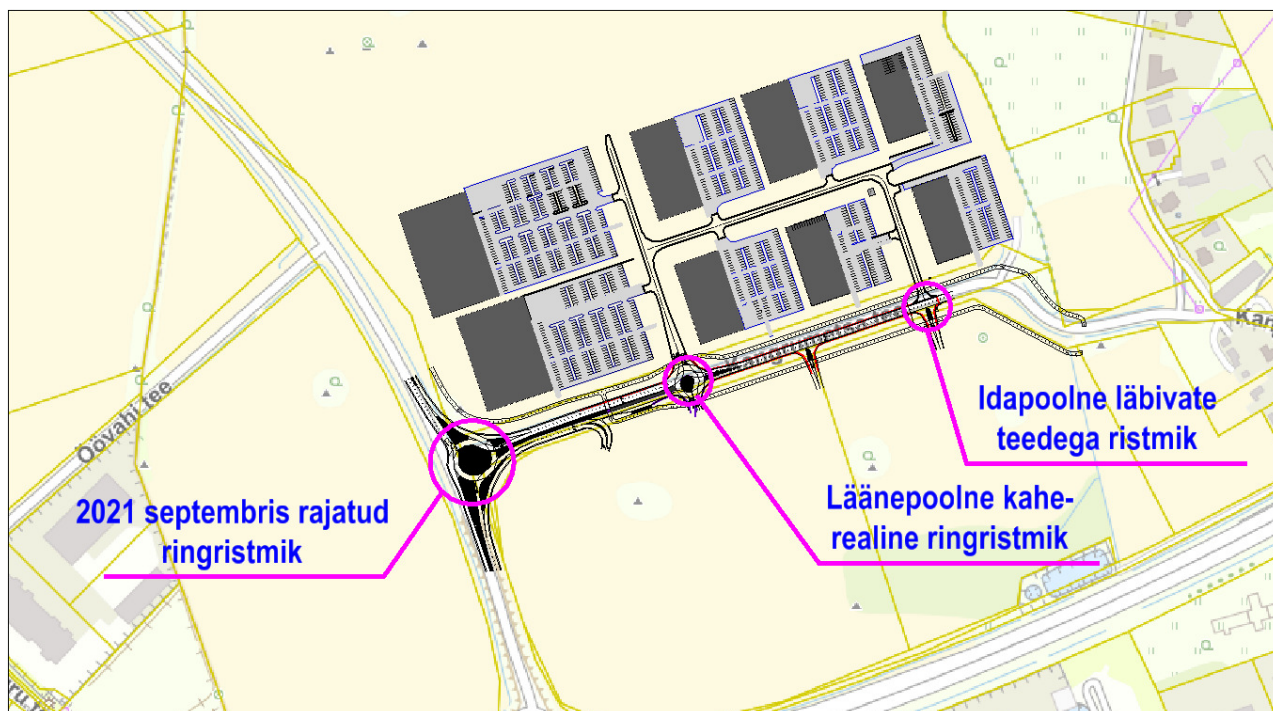 Öövahi tee
2021 septembris rajatud
ringristmik
Läänepoolne kahe-
realine ringristmik
Idapoolne läbivate
teedega ristmik